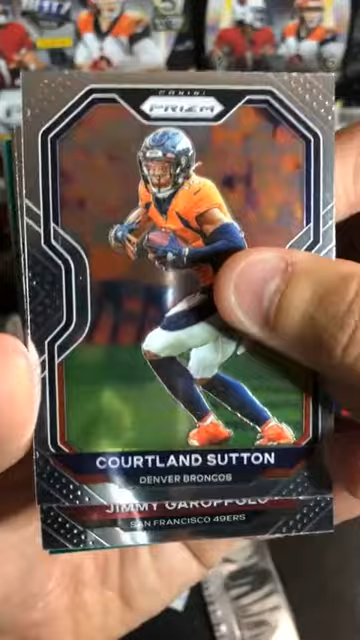 PANINI
PRIZM
COURTLAND SUTTON
DENVER BRONCOS
JIMMY GAROPPOLO
SAN FRANCISCO 49ERS